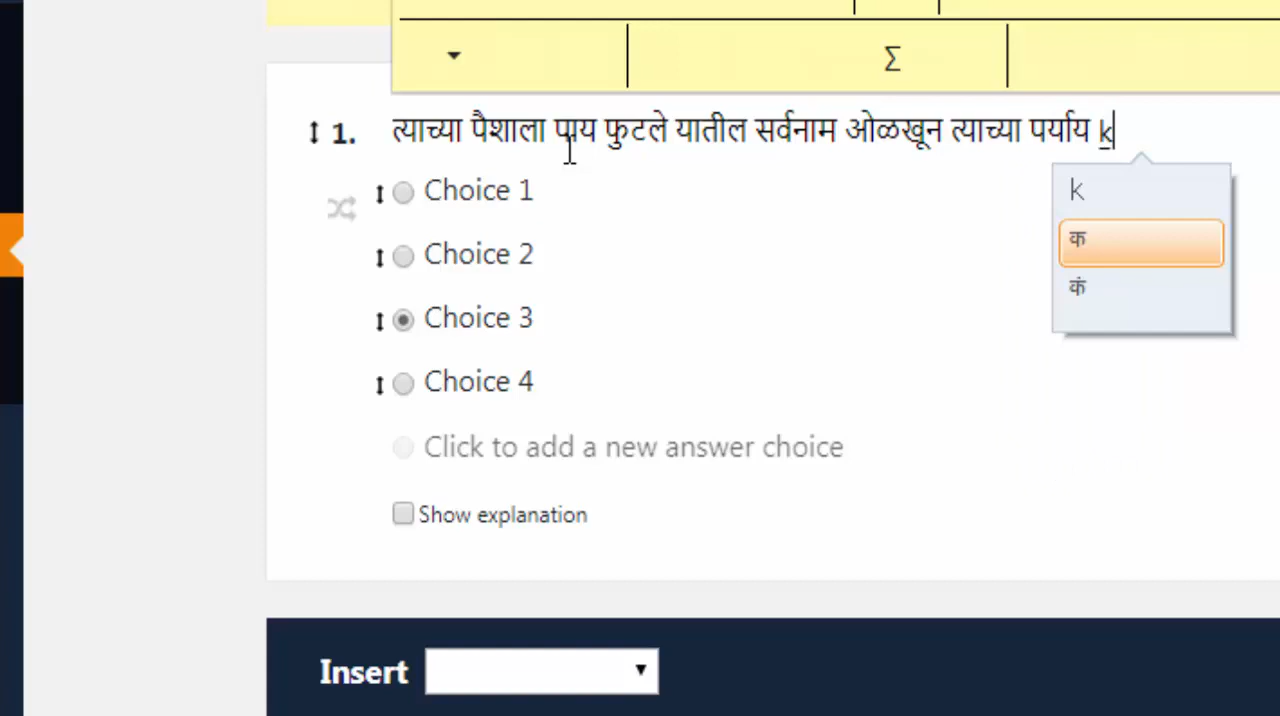 Σ
1. त्याच्या पैशाला पाय फुटले यातील सर्वनाम ओळखून त्याच्या पर्याय k
k
क
कं
Choice 1
Choice 2
Choice 3
Choice 4
Click to add a new answer choice
Show explanation
Insert